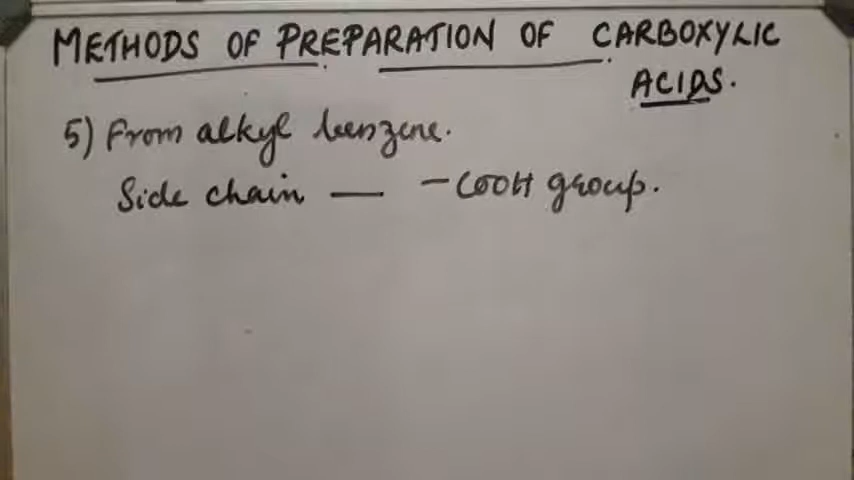 METHODS OF PREPARATION OF CARBOXYLIC
ACIDS.
5) From alkyl benzene.
Side chain — -COOH group.